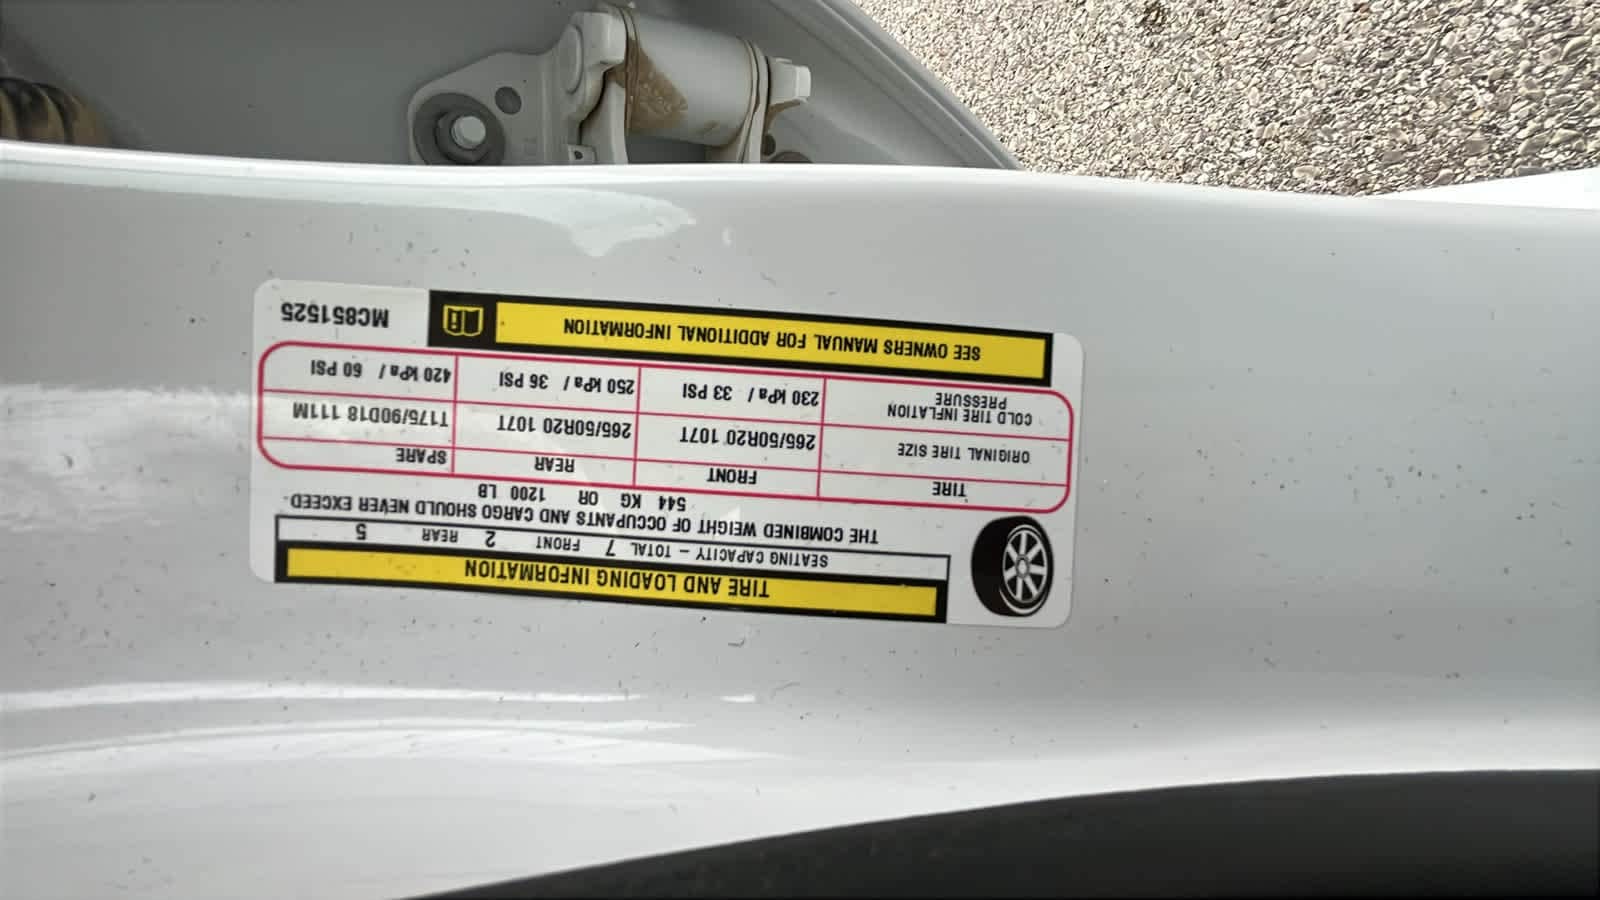 TIRE AND LOADING INFORMATION
SEATING CAPACITY – TOTAL 7 FRONT 2 REAR 5
THE COMBINED WEIGHT OF OCCUPANTS AND CARGO SHOULD NEVER EXCEED
544 KG OR 1200 LB
TIRE FRONT REAR SPARE
ORIGINAL TIRE SIZE 265/50R20 107T 265/50R20 107T T175/90D18 111M
COLD TIRE INFLATION PRESSURE 230 kPa / 33 PSI 250 kPa / 36 PSI 420 kPa / 60 PSI
SEE OWNERS MANUAL FOR ADDITIONAL INFORMATION
MC851525